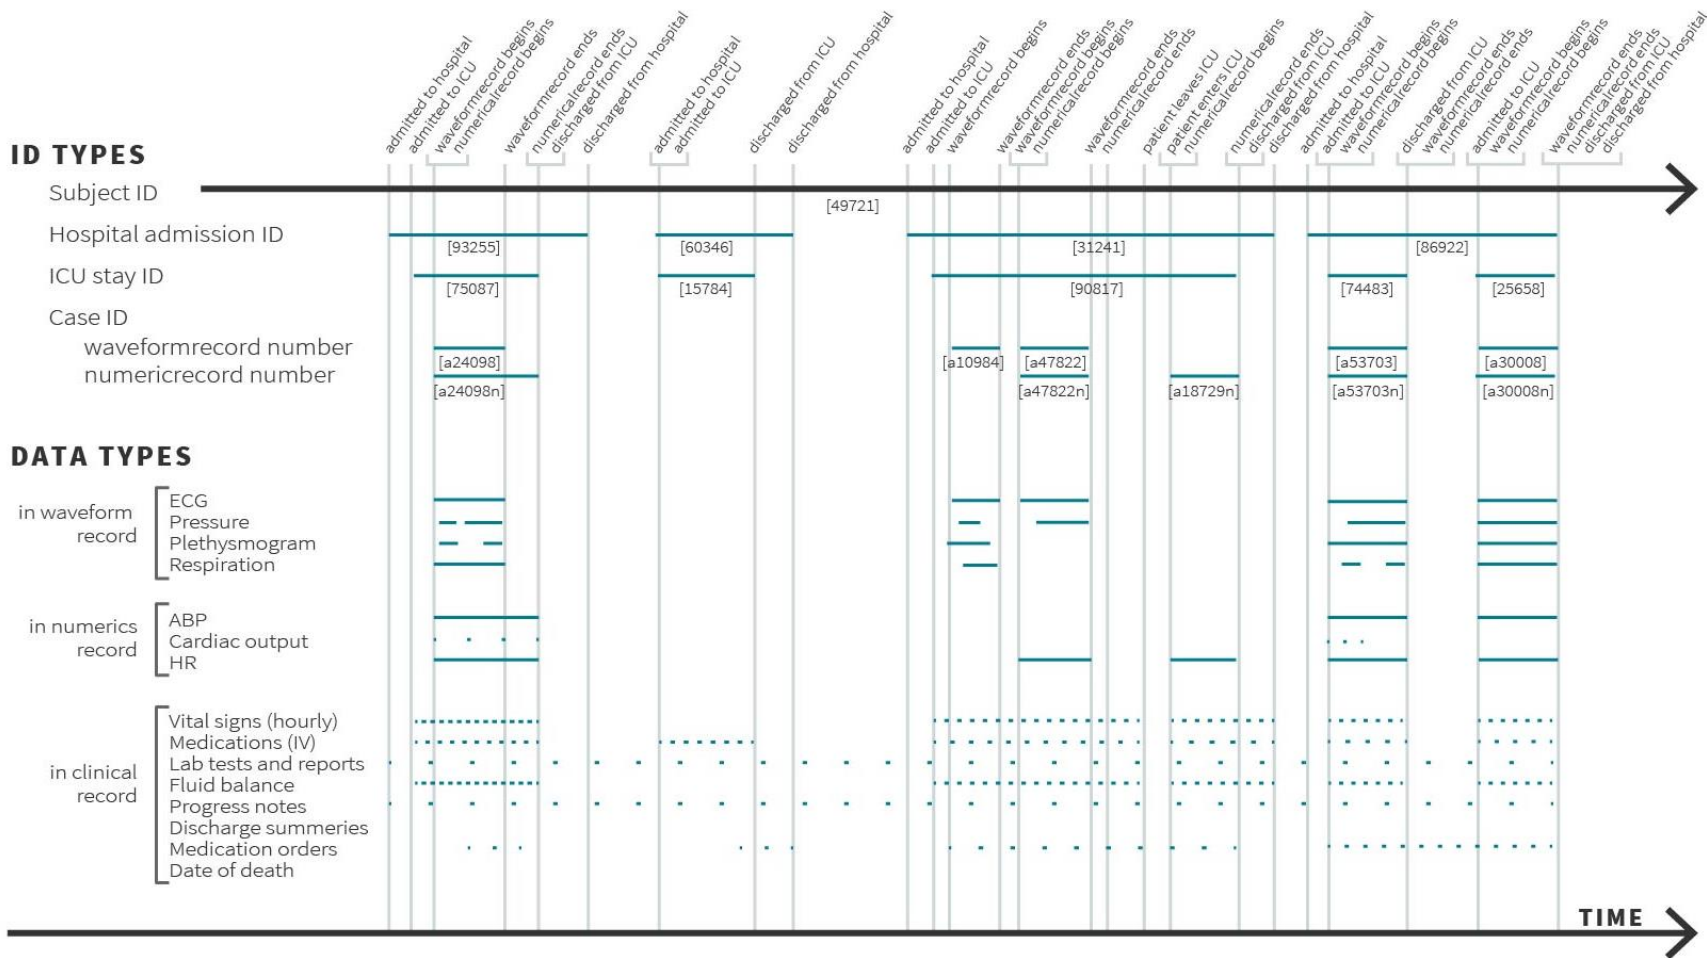 admitted to hospital
admitted to ICU
waveformrecord begins
numericalrecord begins
waveformrecord ends
numericalrecord ends
discharged from ICU
discharged from hospital
admitted to hospital
admitted to ICU
discharged from ICU
discharged from hospital
admitted to hospital
admitted to ICU
waveformrecord begins
waveformrecord ends
waveformrecord begins
numericalrecord begins
waveformrecord ends
numericalrecord ends
patient leaves ICU
patient enters ICU
numericalrecord begins
numericalrecord ends
discharged from ICU
discharged from hospital
admitted to hospital
admitted to ICU
waveformrecord begins
numericalrecord begins
discharged from ICU
waveformrecord ends
numericalrecord ends
admitted to ICU
waveformrecord begins
numericalrecord begins
waveformrecord ends
numericalrecord ends
discharged from ICU
discharged from hospital
ID TYPES
Subject ID
[49721]
Hospital admission ID
[93255] [60346] [31241] [86922]
ICU stay ID
[75087] [15784] [90817] [74483] [25658]
Case ID
waveformrecord number
[a24098] [a10984] [a47822] [a53703] [a30008]
numericrecord number
[a24098n] [a47822n] [a18729n] [a53703n] [a30008n]
DATA TYPES
in waveform
record
ECG
Pressure
Plethysmogram
Respiration
in numerics
record
ABP
Cardiac output
HR
in clinical
record
Vital signs (hourly)
Medications (IV)
Lab tests and reports
Fluid balance
Progress notes
Discharge summeries
Medication orders
Date of death
TIME